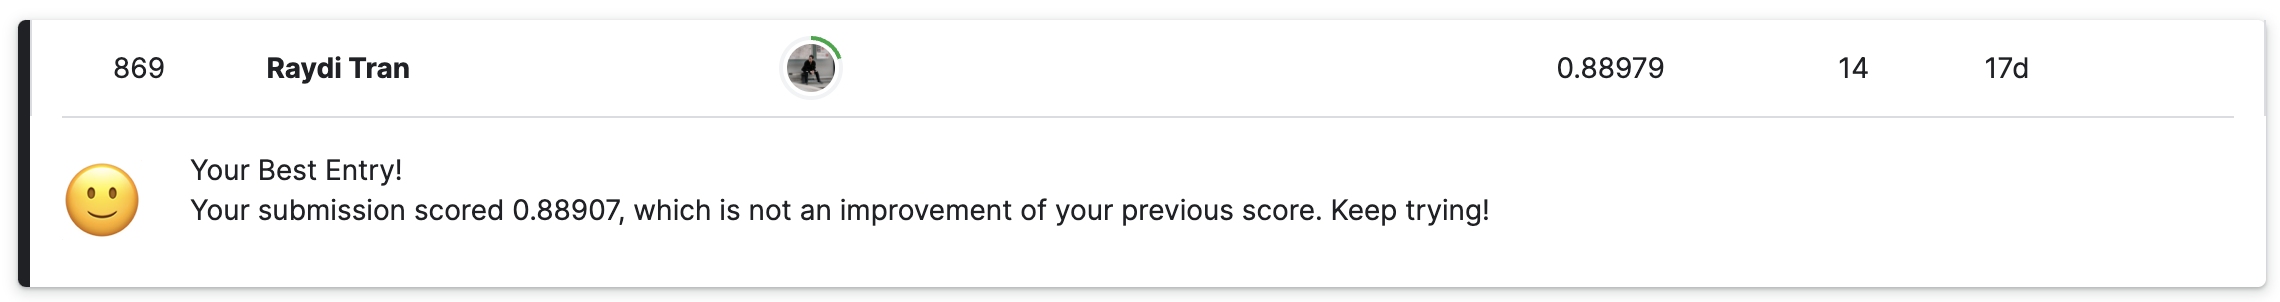 869 Raydi Tran 0.88979 14 17d
Your Best Entry!
Your submission scored 0.88907, which is not an improvement of your previous score. Keep trying!